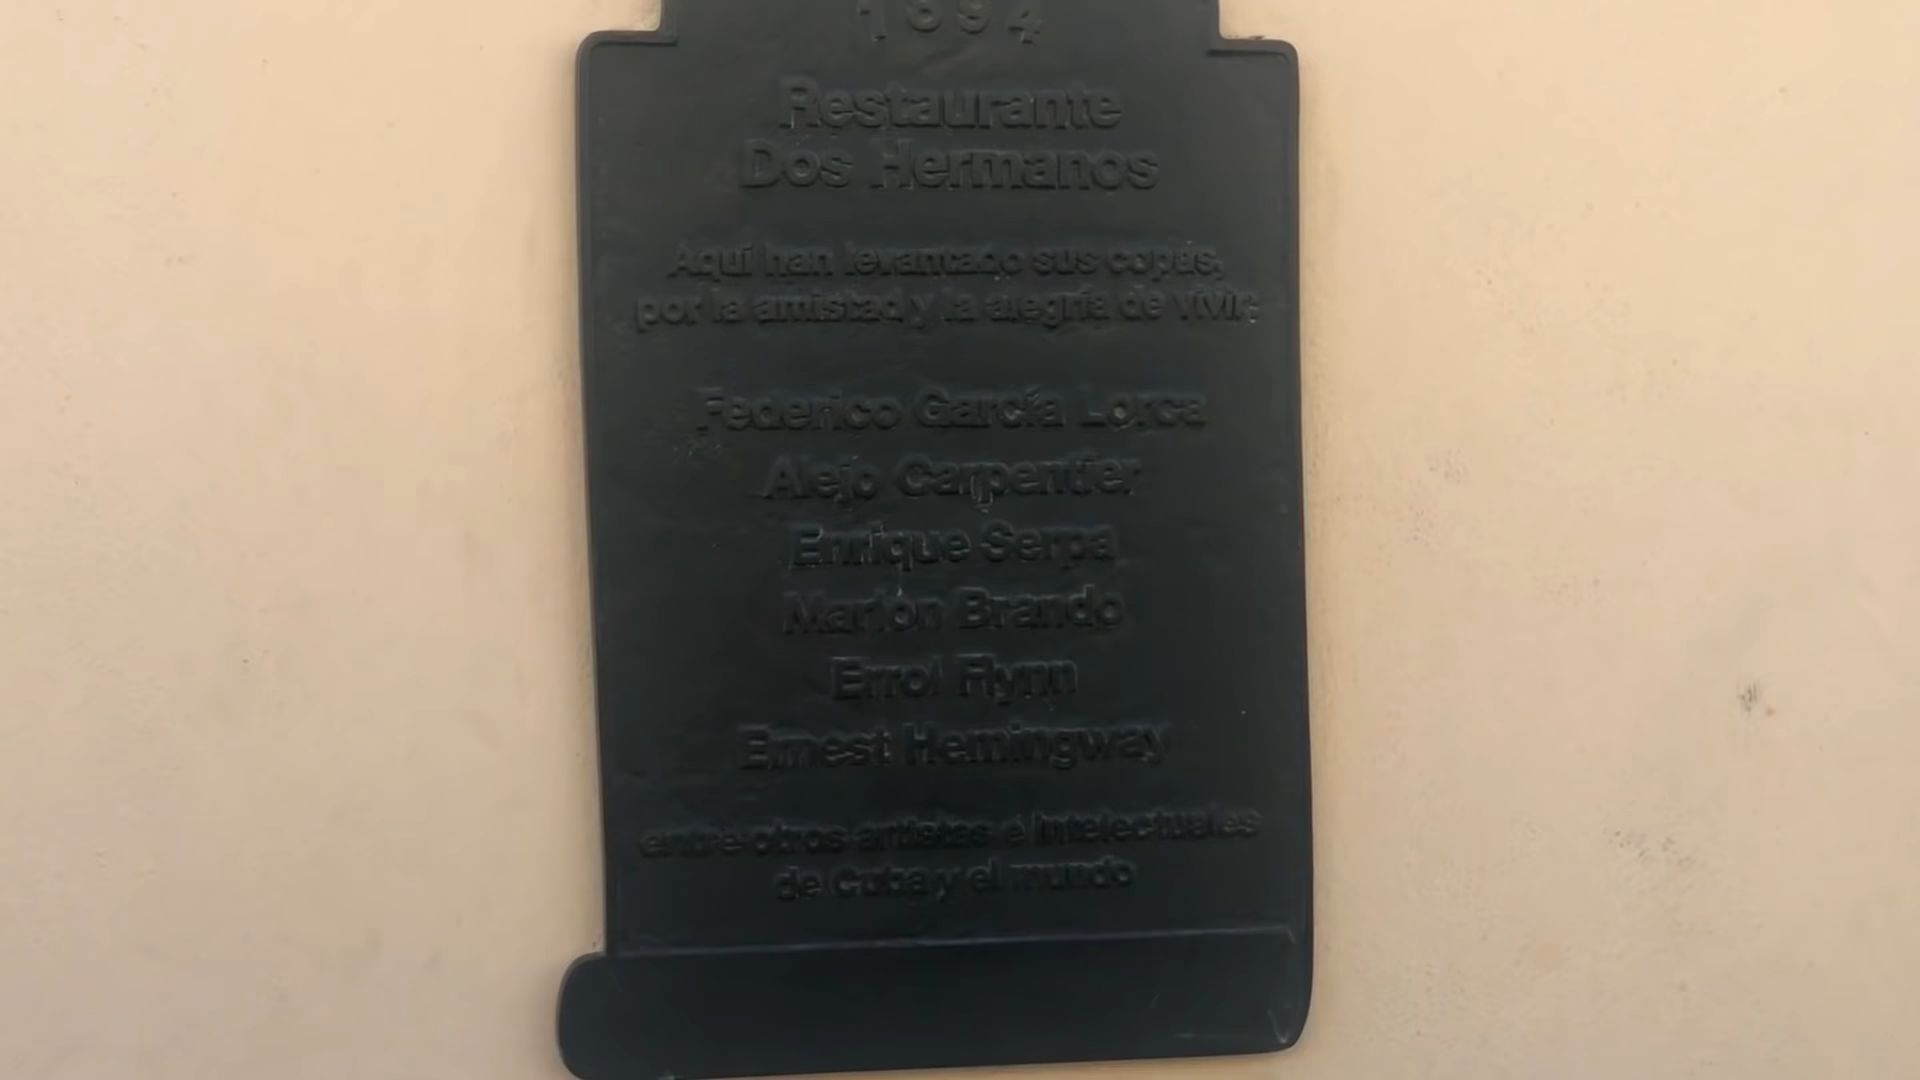 1894
Restaurante
Dos Hermanos
Aquí han levantado sus copas,
por la amistad y la alegría de vivir:
Federico García Lorca
Alejo Carpentier
Enrique Serpa
Marlon Brando
Errol Flynn
Ernest Hemingway
entre otros artistas e intelectuales
de Cuba y el mundo